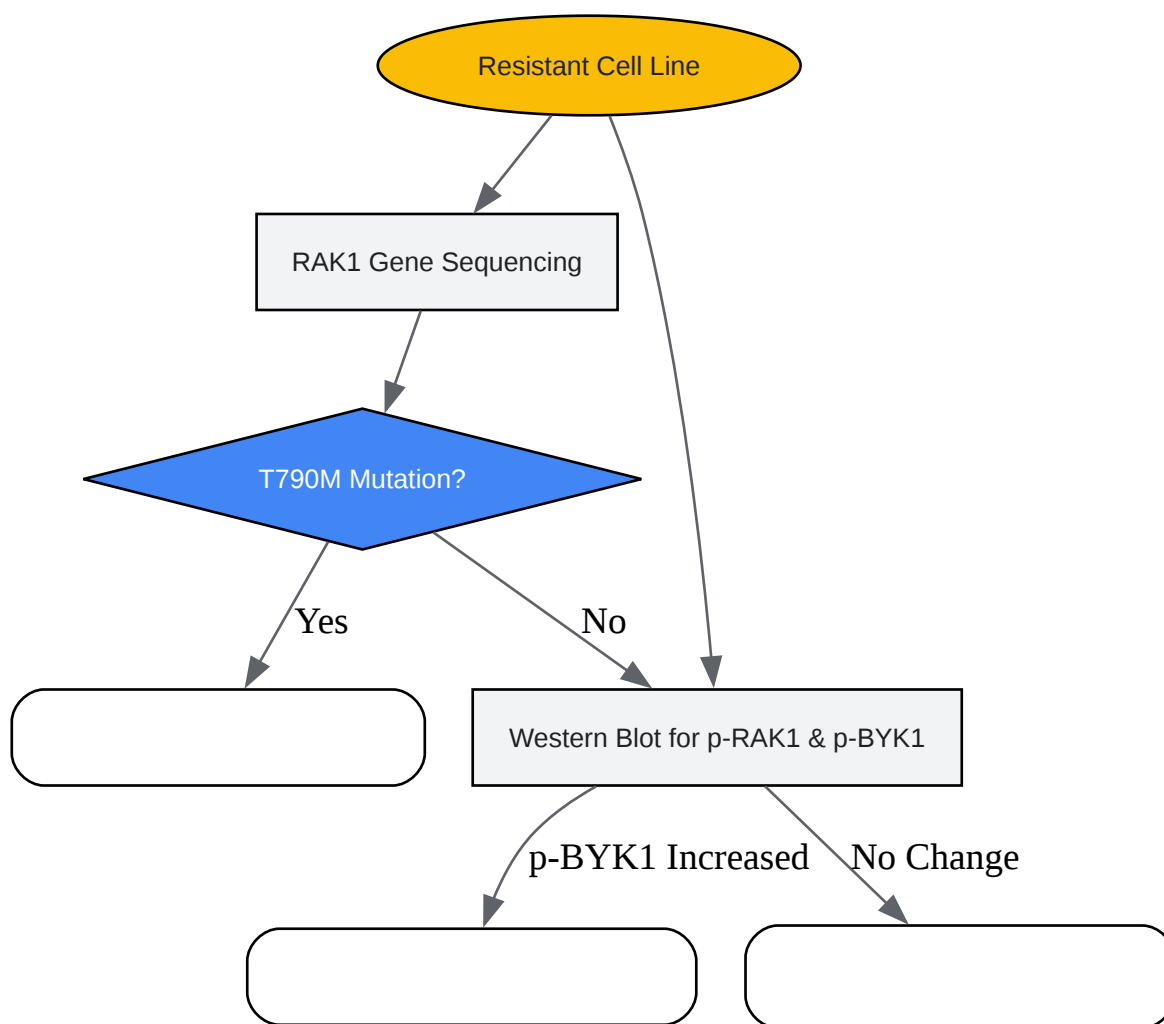 Resistant Cell Line
RAK1 Gene Sequencing
T790M Mutation?
Yes
No
Western Blot for p-RAK1 & p-BYK1
p-BYK1 Increased
No Change